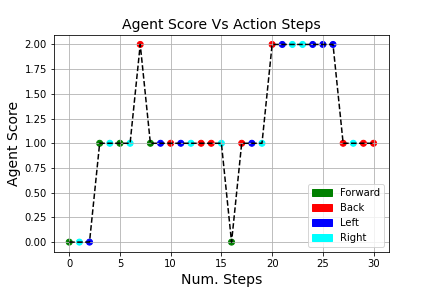 Agent Score Vs Action Steps
2.00
1.75
1.50
1.25
1.00
0.75
0.50
0.25
0.00
Agent Score
Forward
Back
Left
Right
0 5 10 15 20 25 30
Num. Steps